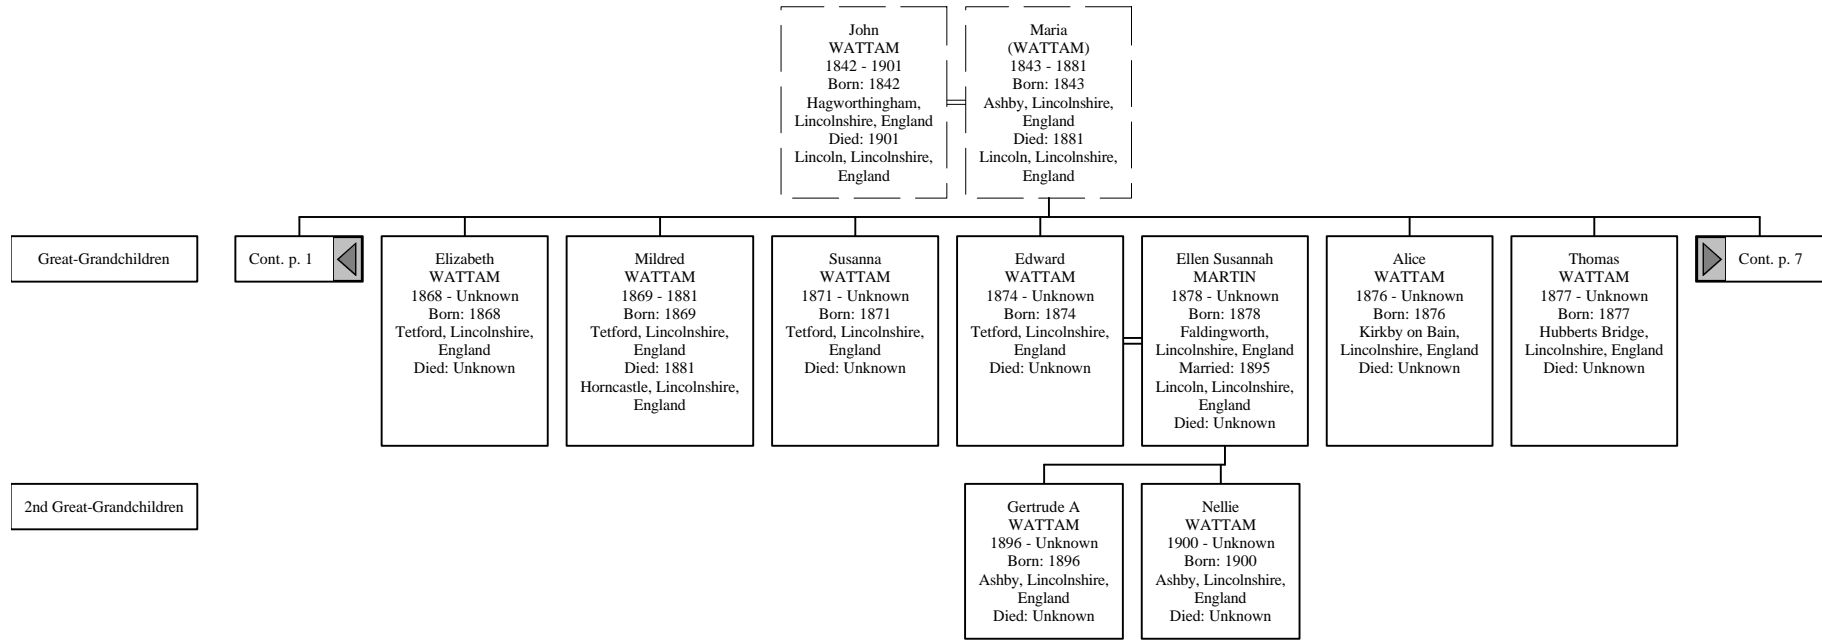 John
WATTAM
1842 - 1901
Born: 1842
Hagworthingham,
Lincolnshire, England
Died: 1901
Lincoln, Lincolnshire,
England
Maria
(WATTAM)
1843 - 1881
Born: 1843
Ashby, Lincolnshire,
England
Died: 1881
Lincoln, Lincolnshire,
England
Great-Grandchildren
Cont. p. 1
Elizabeth
WATTAM
1868 - Unknown
Born: 1868
Tetford, Lincolnshire,
England
Died: Unknown
Mildred
WATTAM
1869 - 1881
Born: 1869
Tetford, Lincolnshire,
England
Died: 1881
Horncastle, Lincolnshire,
England
Susanna
WATTAM
1871 - Unknown
Born: 1871
Tetford, Lincolnshire,
England
Died: Unknown
Edward
WATTAM
1874 - Unknown
Born: 1874
Tetford, Lincolnshire,
England
Died: Unknown
Ellen Susannah
MARTIN
1878 - Unknown
Born: 1878
Faldingworth,
Lincolnshire, England
Married: 1895
Lincoln, Lincolnshire,
England
Died: Unknown
Alice
WATTAM
1876 - Unknown
Born: 1876
Kirkby on Bain,
Lincolnshire, England
Died: Unknown
Thomas
WATTAM
1877 - Unknown
Born: 1877
Hubberts Bridge,
Lincolnshire, England
Died: Unknown
Cont. p. 7
2nd Great-Grandchildren
Gertrude A
WATTAM
1896 - Unknown
Born: 1896
Ashby, Lincolnshire,
England
Died: Unknown
Nellie
WATTAM
1900 - Unknown
Born: 1900
Ashby, Lincolnshire,
England
Died: Unknown